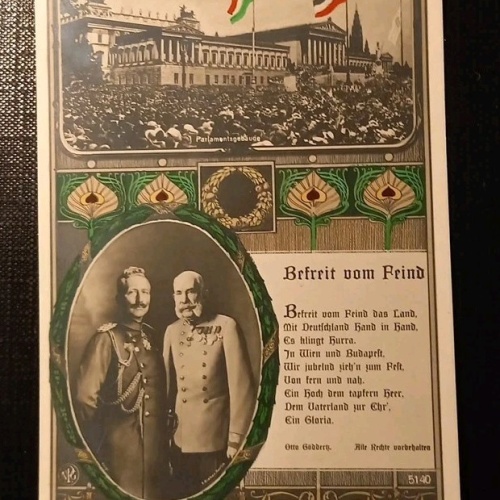 Parlamentsgebäude
Befreit vom Feind
Befreit vom Feind das Land,
Mit Deutschland Hand in Hand,
Es klingt Hurra.
In Wien und Budapest,
Wir jubelnd zieh'n zum Fest,
Von fern und nah.
Ein Hoch dem tapfern Heer,
Dem Vaterland zur Ehr',
Ein Gloria.
Otto Göddertz. Alle Rechte vorbehalten
5140